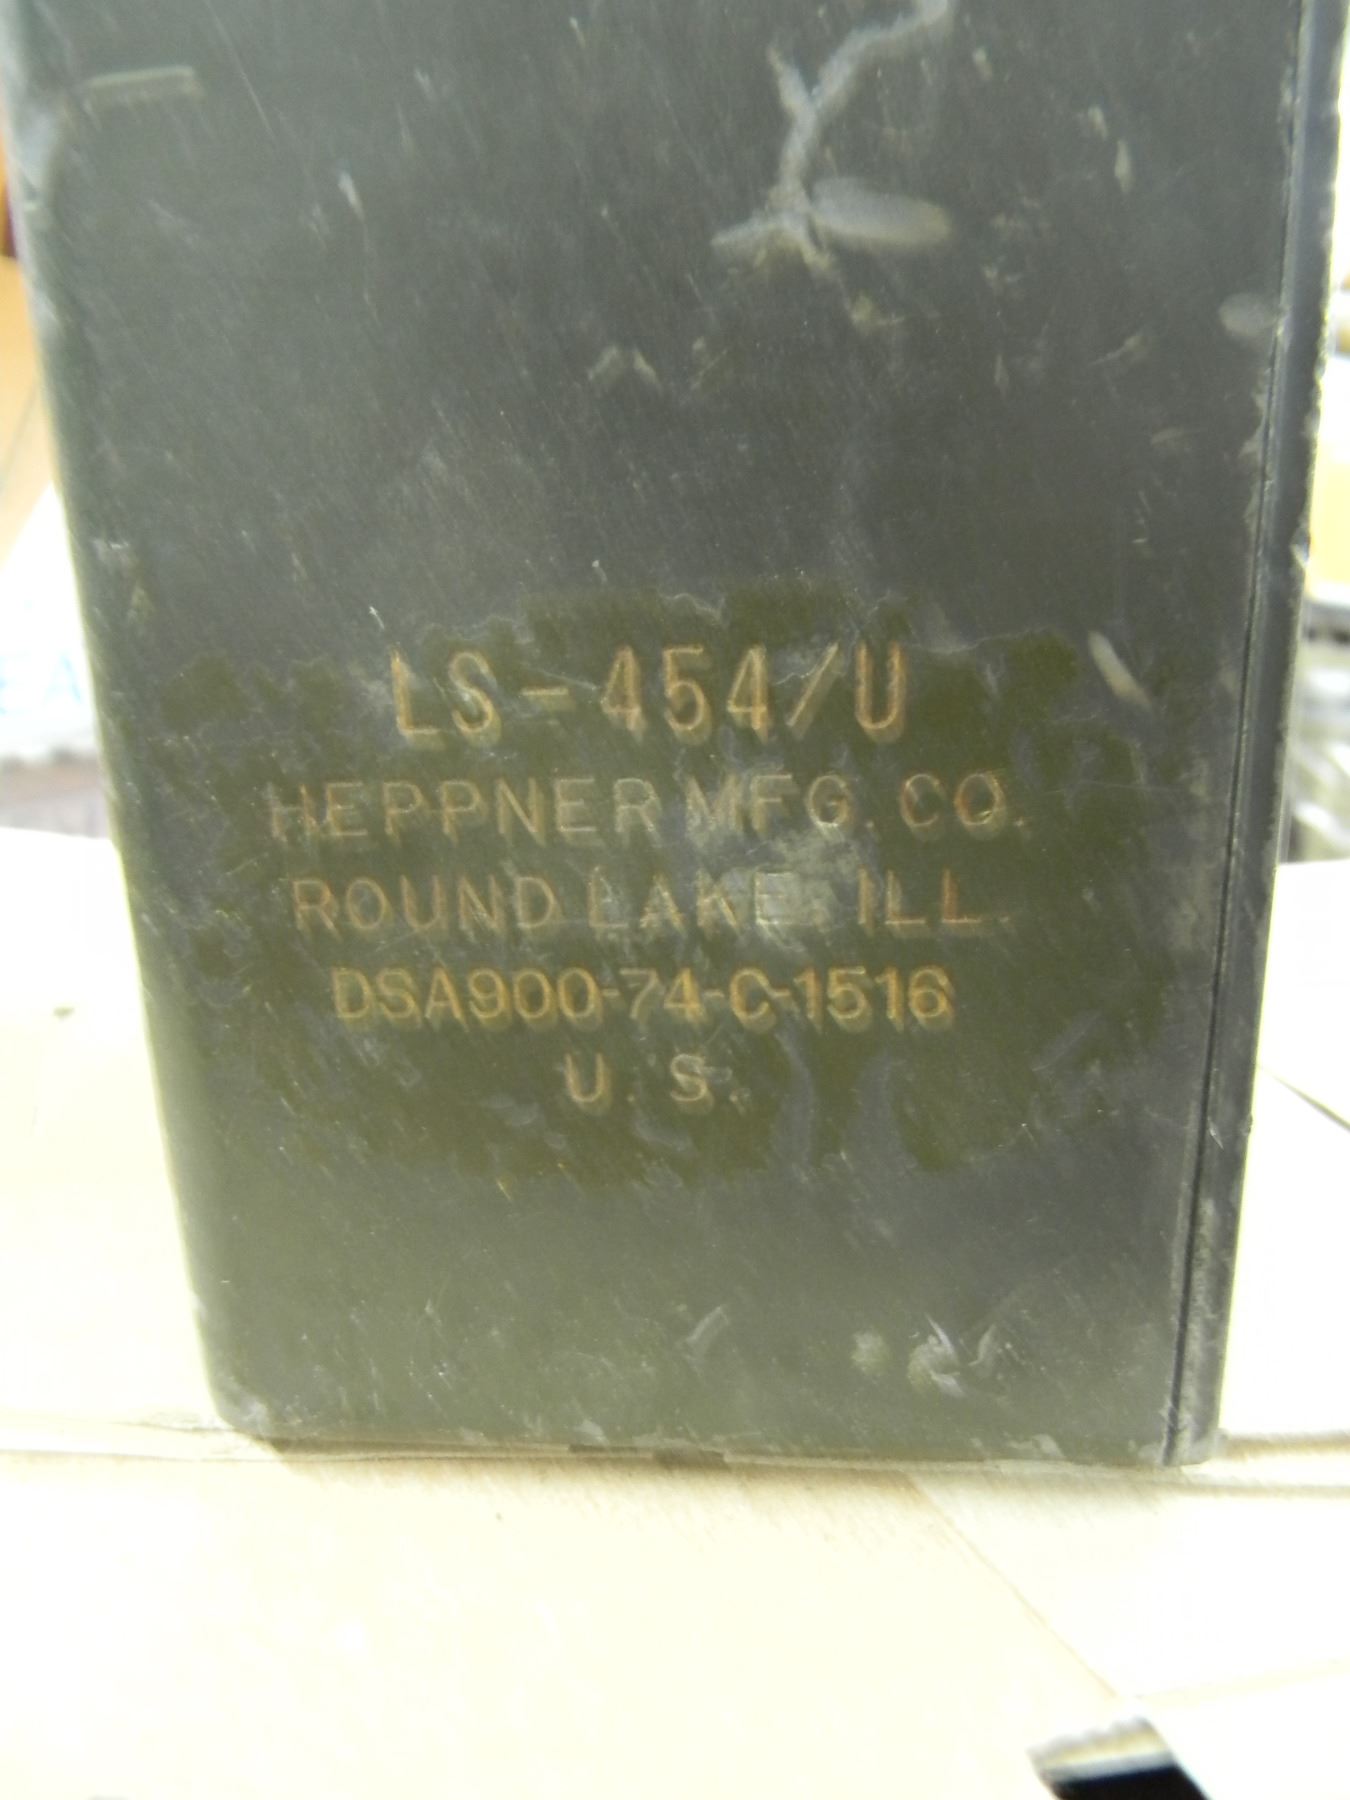 LS-454/U
HEPPNER MFG. CO.
ROUND LAKE, ILL.
DSA900-74-C-1516
U. S.